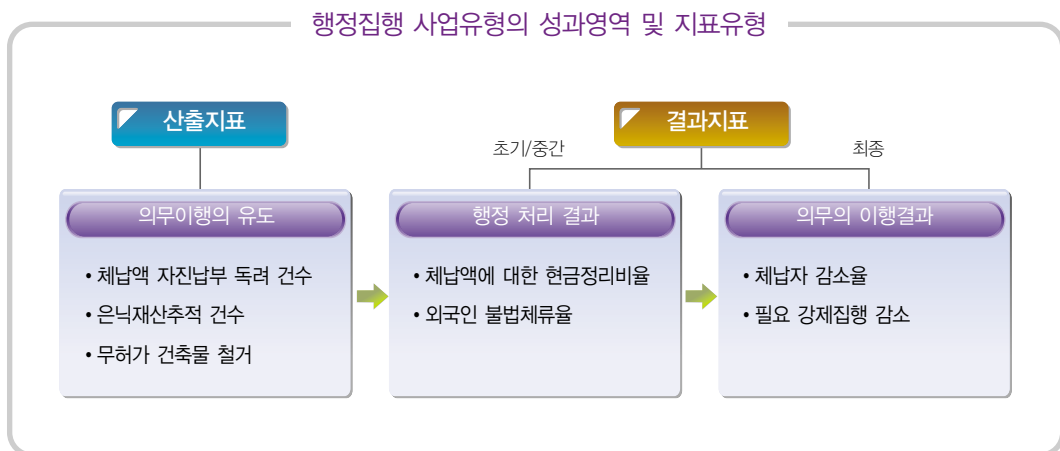 행정집행 사업유형의 성과영역 및 지표유형
산출지표
결과지표
초기/중간
최종
의무이행의 유도
• 체납액 자진납부 독려 건수
• 은닉재산추적 건수
• 무허가 건축물 철거
행정 처리 결과
• 체납액에 대한 현금정리비율
• 외국인 불법체류율
의무의 이행결과
• 체납자 감소율
• 필요 강제집행 감소